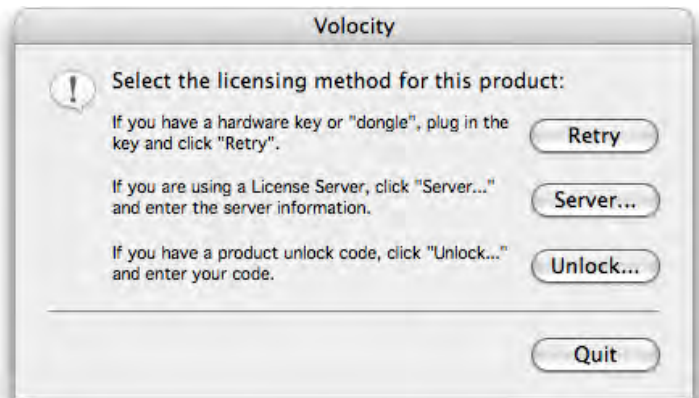 Volocity
Select the licensing method for this product:
If you have a hardware key or "dongle", plug in the
key and click "Retry".
Retry
If you are using a License Server, click "Server..."
and enter the server information.
Server...
If you have a product unlock code, click "Unlock..."
and enter your code.
Unlock...
Quit